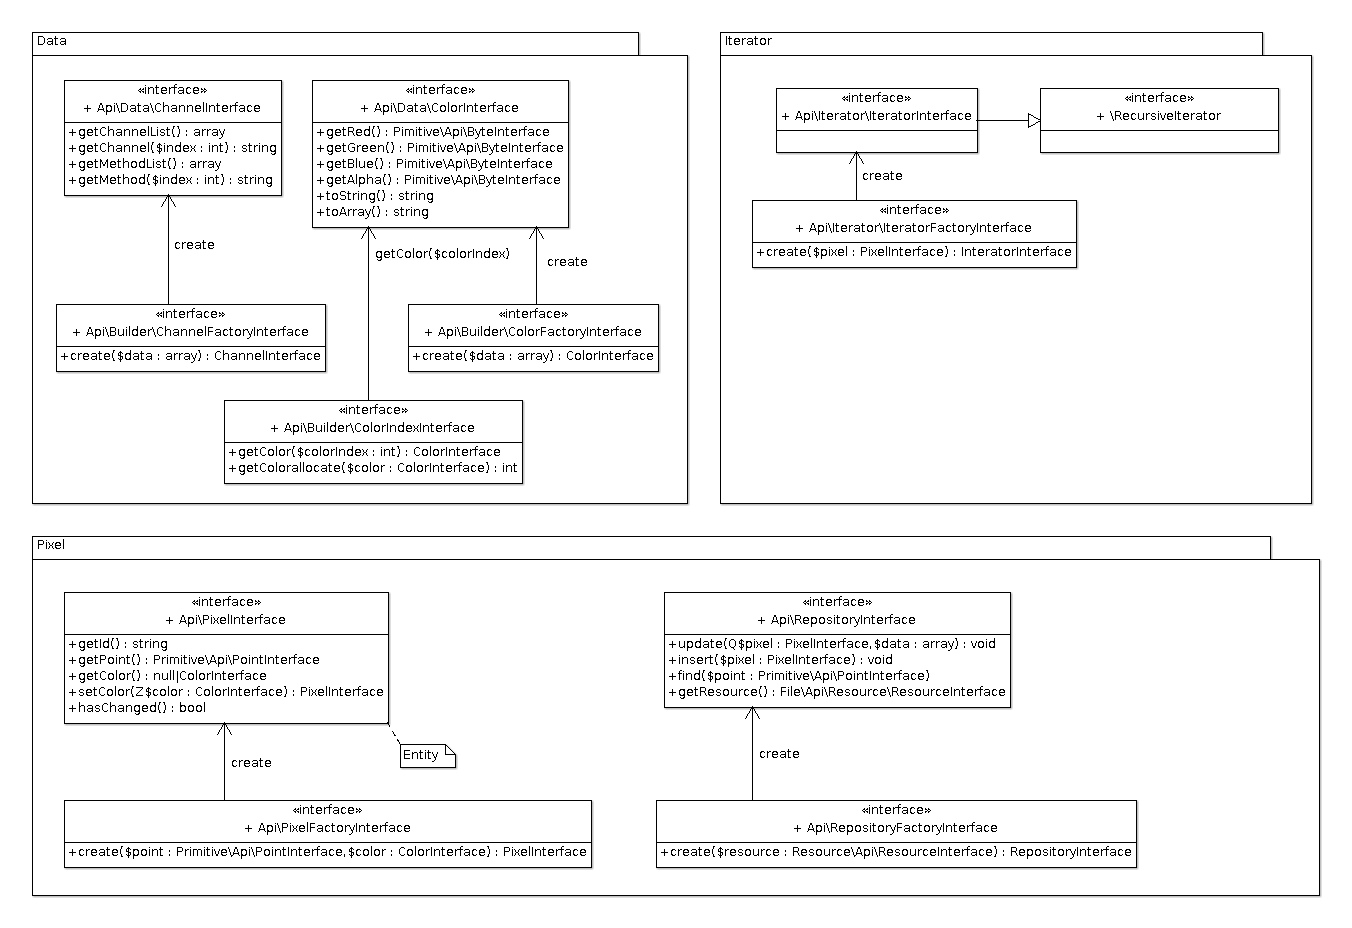 Data
«interface»
+ Api\Data\ChannelInterface
+getChannelList() : array
+getChannel($index : int) : string
+getMethodList() : array
+getMethod($index : int) : string
«interface»
+ Api\Data\ColorInterface
+getRed() : Pimitive\Api\ByteInterface
+getGreen() : Pimitive\Api\ByteInterface
+getBlue() : Pimitive\Api\ByteInterface
+getAlpha() : Pimitive\Api\ByteInterface
+toString() : string
+toArray() : string
create
getColor($colorIndex)
create
«interface»
+ Api\Builder\ChannelFactoryInterface
+create($data : array) : ChannelInterface
«interface»
+ Api\Builder\ColorFactoryInterface
+create($data : array) : ColorInterface
«interface»
+ Api\Builder\ColorIndexInterface
+getColor($colorIndex : int) : ColorInterface
+getColorallocate($color : ColorInterface) : int
Iterator
«interface»
+ Api\Iterator\IteratorInterface
«interface»
+ \RecursiveIterator
create
«interface»
+ Api\Iterator\IteratorFactoryInterface
+create($pixel : PixelInterface) : InteratorInterface
Pixel
«interface»
+ Api\PixelInterface
+getId() : string
+getPoint() : Primitive\Api\PointInterface
+getColor() : null|ColorInterface
+setColor(Z$color : ColorInterface) : PixelInterface
+hasChanged() : bool
Entity
create
«interface»
+ Api\PixelFactoryInterface
+create($point : Primitive\Api\PointInterface,$color : ColorInterface) : PixelInterface
«interface»
+ Api\RepositoryInterface
+update(Q$pixel : PixelInterface,$data : array) : void
+insert($pixel : PixelInterface) : void
+find($point : Primitive\Api\PointInterface)
+getResource() : File\Api\Resource\ResourceInterface
create
«interface»
+ Api\RepositoryFactoryInterface
+create($resource : Resource\Api\ResourceInterface) : RepositoryInterface